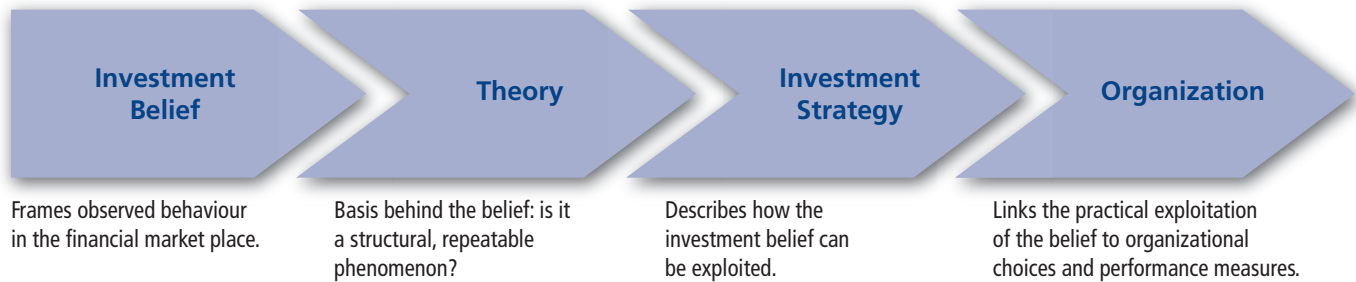 Investment
Belief
Theory
Investment
Strategy
Organization
Frames observed behaviour
in the financial market place.
Basis behind the belief: is it
a structural, repeatable
phenomenon?
Describes how the
investment belief can
be exploited.
Links the practical exploitation
of the belief to organizational
choices and performance measures.